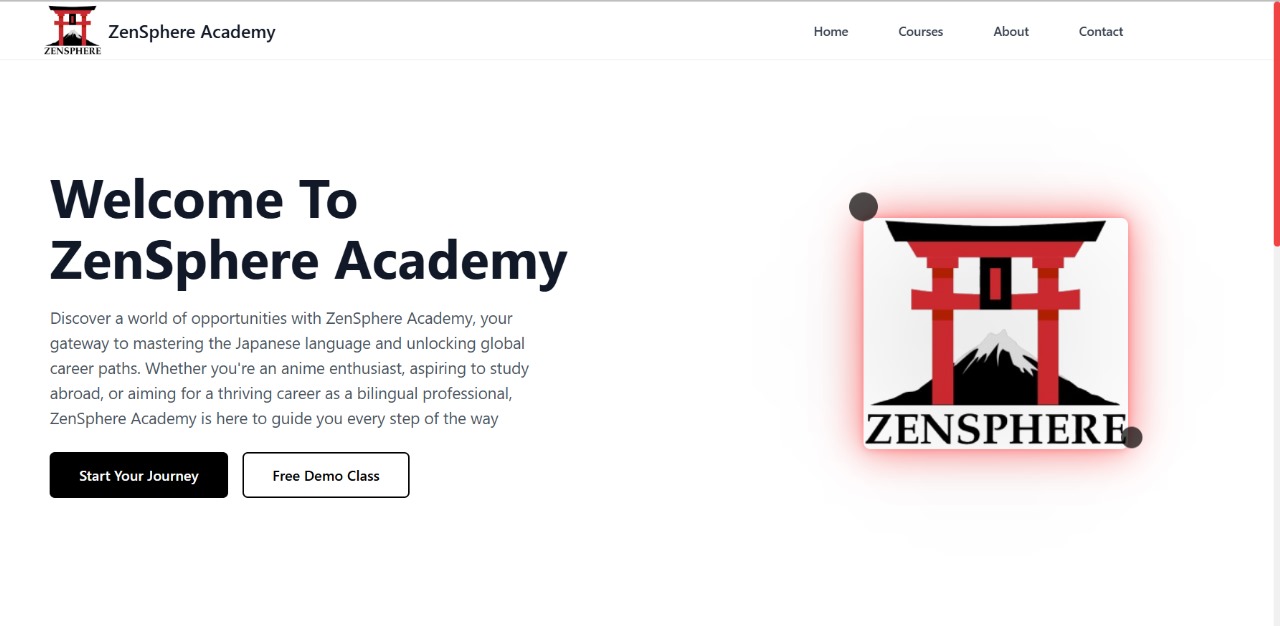 ZENSPHERE
ZenSphere Academy
Home
Courses
About
Contact
Welcome To
ZenSphere Academy
Discover a world of opportunities with ZenSphere Academy, your
gateway to mastering the Japanese language and unlocking global
career paths. Whether you're an anime enthusiast, aspiring to study
abroad, or aiming for a thriving career as a bilingual professional,
ZenSphere Academy is here to guide you every step of the way
Start Your Journey
Free Demo Class
ZENSPHERE